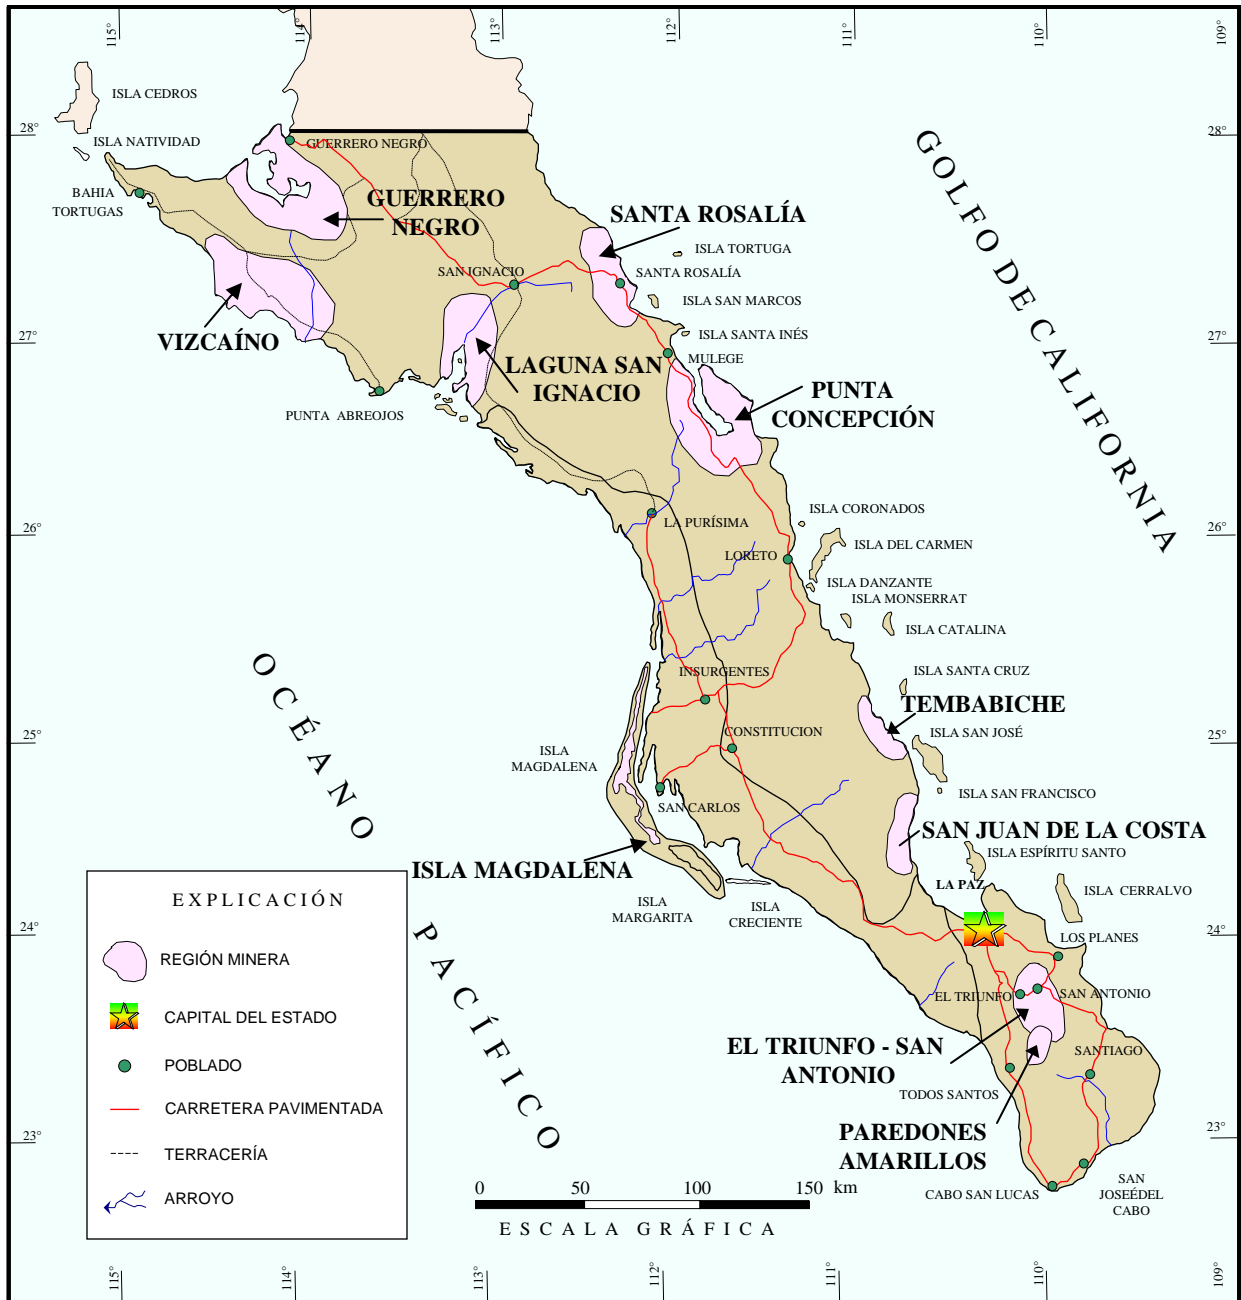 115°
114°
113°
112°
111°
110°
109°
ISLA CEDROS
28°
28°
ISLA NATIVIDAD
GUERRERO NEGRO
BAHIA
TORTUGAS
GUERRERO
NEGRO
SANTA ROSALÍA
ISLA TORTUGA
SAN IGNACIO
SANTA ROSALÍA
ISLA SAN MARCOS
GOLFO DE CALIFORNIA
VIZCAÍNO
27°
27°
ISLA SANTA INÉS
MULEGE
LAGUNA SAN
IGNACIO
PUNTA
CONCEPCIÓN
PUNTA ABREOJOS
ISLA CORONADOS
26°
26°
LA PURÍSIMA
ISLA DEL CARMEN
LORETO
ISLA DANZANTE
ISLA MONSERRAT
ISLA CATALINA
INSURGENTES
ISLA SANTA CRUZ
TEMBABICHE
CONSTITUCION
ISLA SAN JOSÉ
25°
25°
ISLA
MAGDALENA
ISLA SAN FRANCISCO
SAN CARLOS
SAN JUAN DE LA COSTA
ISLA ESPÍRITU SANTO
ISLA MAGDALENA
LA PAZ
ISLA CERRALVO
ISLA
MARGARITA
ISLA
CRECIENTE
OCÉANO PACÍFICO
24°
24°
LOS PLANES
EL TRIUNFO
SAN ANTONIO
EL TRIUNFO - SAN
ANTONIO
SANTIAGO
TODOS SANTOS
23°
23°
PAREDONES
AMARILLOS
CABO SAN LUCAS
SAN
JOSEÉDEL
CABO
EXPLICACIÓN
REGIÓN MINERA
CAPITAL DEL ESTADO
POBLADO
CARRETERA PAVIMENTADA
TERRACERÍA
ARROYO
0 50 100 150 km
ESCALA GRÁFICA
115°
114°
113°
112°
111°
110°
109°